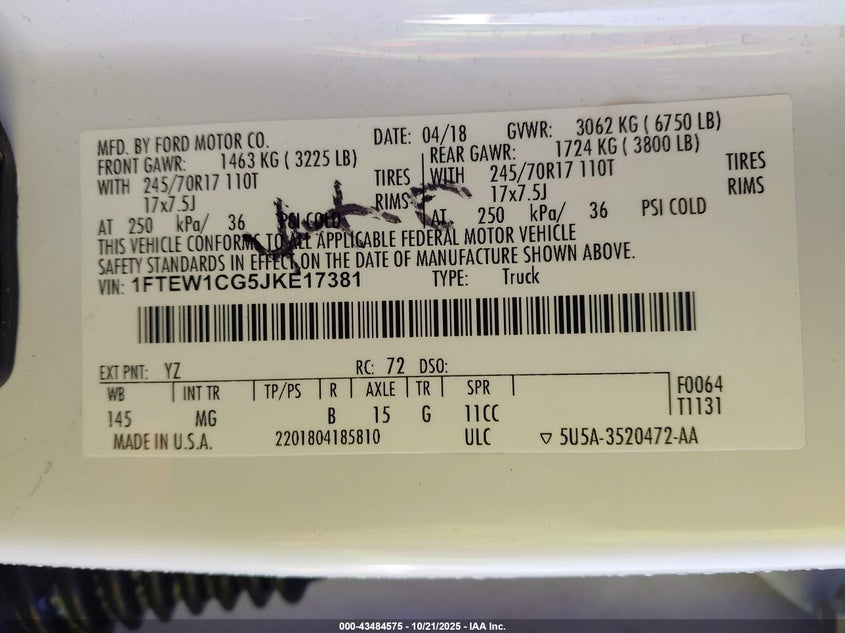 MFD. BY FORD MOTOR CO. DATE: 04/18 GVWR: 3062 KG ( 6750 LB)
FRONT GAWR: 1463 KG ( 3225 LB) REAR GAWR: 1724 KG ( 3800 LB)
WITH 245/70R17 110T TIRES WITH 245/70R17 110T TIRES
17x7.5J RIMS 17x7.5J RIMS
AT 250 kPa/ 36 PSI COLD AT 250 kPa/ 36 PSI COLD
THIS VEHICLE CONFORMS TO ALL APPLICABLE FEDERAL MOTOR VEHICLE
SAFETY STANDARDS IN EFFECT ON THE DATE OF MANUFACTURE SHOWN ABOVE.
VIN: 1FTEW1CG5JKE17381 TYPE: Truck
EXT PNT: YZ RC: 72 DSO:
WB INT TR TP/PS R AXLE TR SPR F0064
145 MG B 15 G 11CC T1131
MADE IN U.S.A. 2201804185810 ULC ▽ 5U5A-3520472-AA
000-43484575 - 10/21/2025 - IAA Inc.